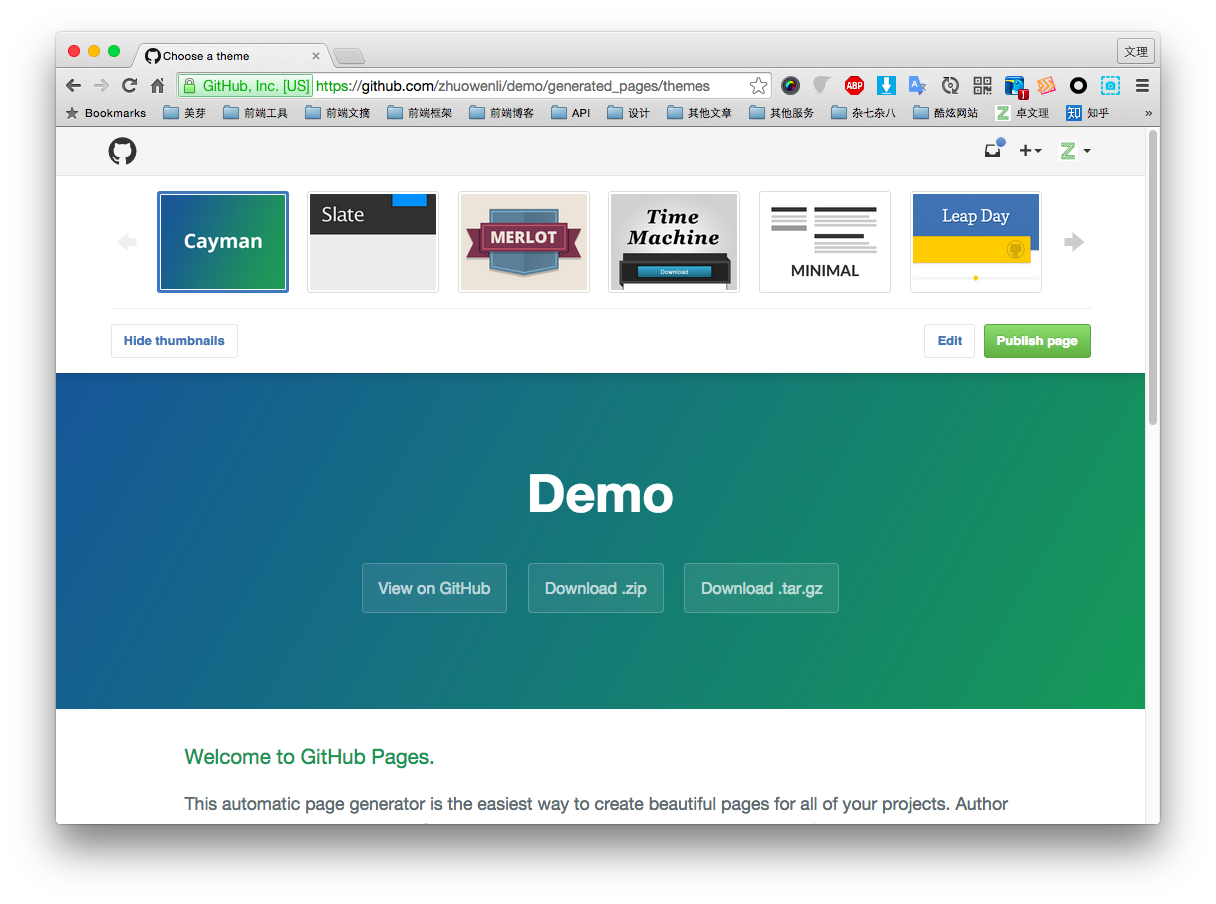 Choose a theme
文理
GitHub, Inc. [US] https://github.com/zhuowenli/demo/generated_pages/themes
ABP
1
Bookmarks 美芽 前端工具 前端文摘 前端框架 前端博客 API 设计 其他文章 其他服务 杂七杂八 酷炫网站 Z 卓文理 知 知乎 »
Z
Cayman
Slate
MERLOT
Time
Machine
Download
MINIMAL
Leap Day
Hide thumbnails
Edit
Publish page
Demo
View on GitHub
Download .zip
Download .tar.gz
Welcome to GitHub Pages.
This automatic page generator is the easiest way to create beautiful pages for all of your projects. Author